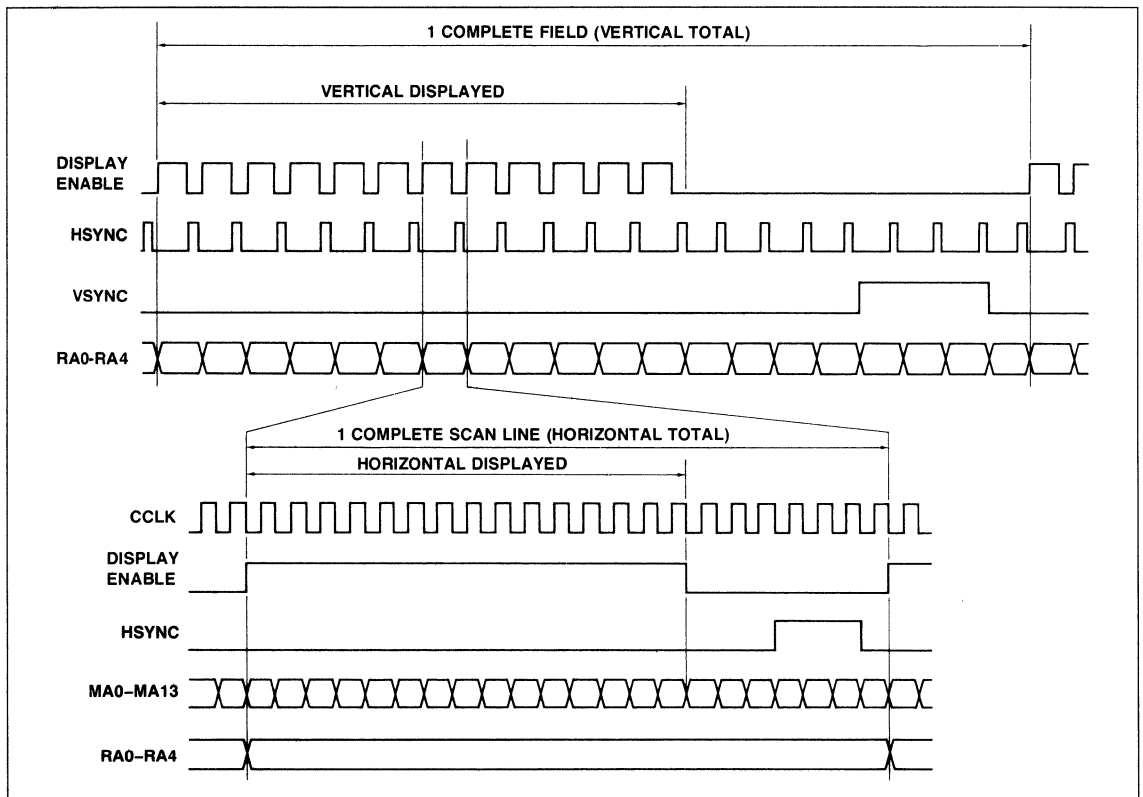 1 COMPLETE FIELD (VERTICAL TOTAL)
VERTICAL DISPLAYED
DISPLAY
ENABLE
HSYNC
VSYNC
RA0-RA4
1 COMPLETE SCAN LINE (HORIZONTAL TOTAL)
HORIZONTAL DISPLAYED
CCLK
DISPLAY
ENABLE
HSYNC
MA0–MA13
RA0–RA4